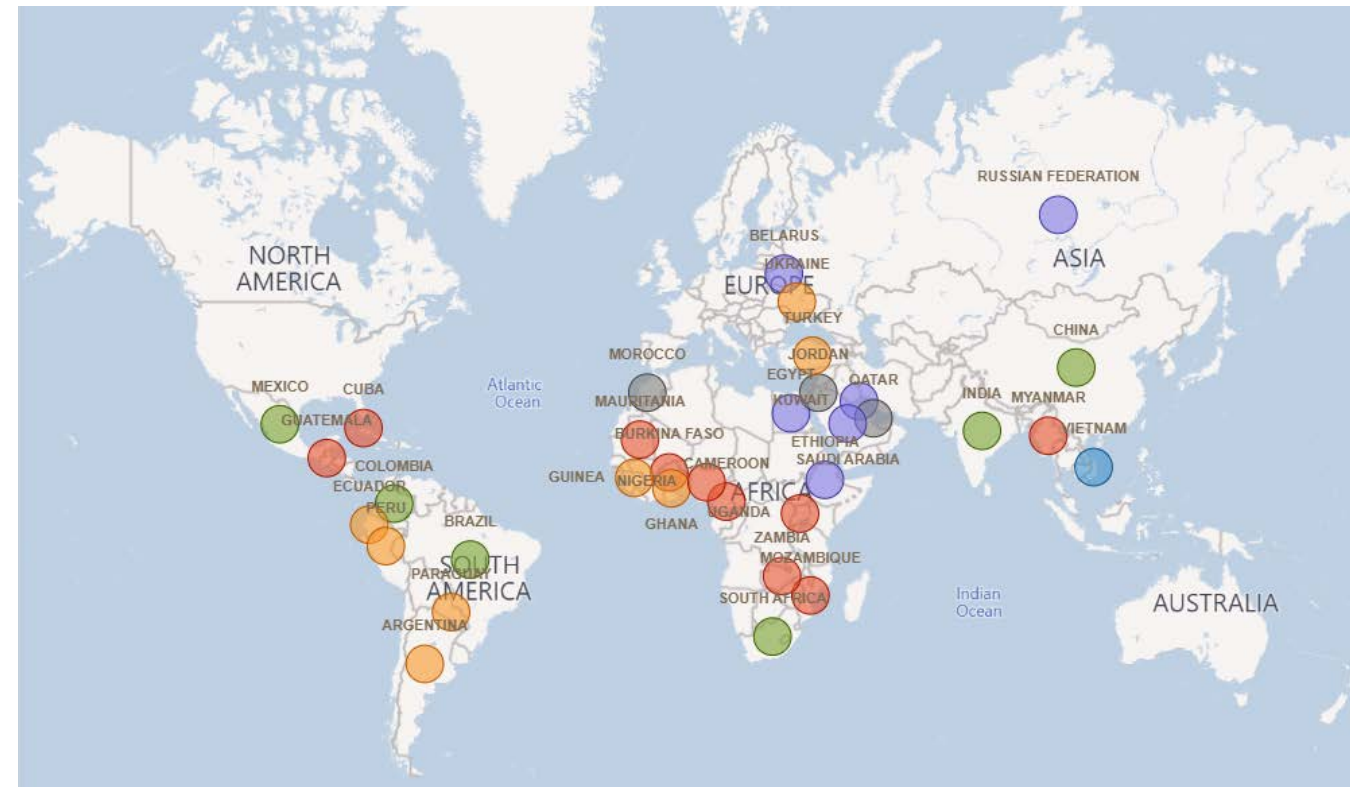 RUSSIAN FEDERATION
BELARUS
NORTH
AMERICA
UKRAINE
ASIA
EUROPE
TURKEY
CHINA
MOROCCO
JORDAN
EGYPT
QATAR
Atlantic
Ocean
MEXICO
CUBA
INDIA
MYANMAR
MAURITANIA
KUWAIT
GUATEMALA
BURKINA FASO
VIETNAM
ETHIOPIA
SAUDI ARABIA
COLOMBIA
CAMEROON
GUINEA
NIGERIA
ECUADOR
AFRICA
PERU
UGANDA
BRAZIL
GHANA
ZAMBIA
MOZAMBIQUE
SOUTH
AMERICA
PARAGUAY
SOUTH AFRICA
Indian
Ocean
AUSTRALIA
ARGENTINA